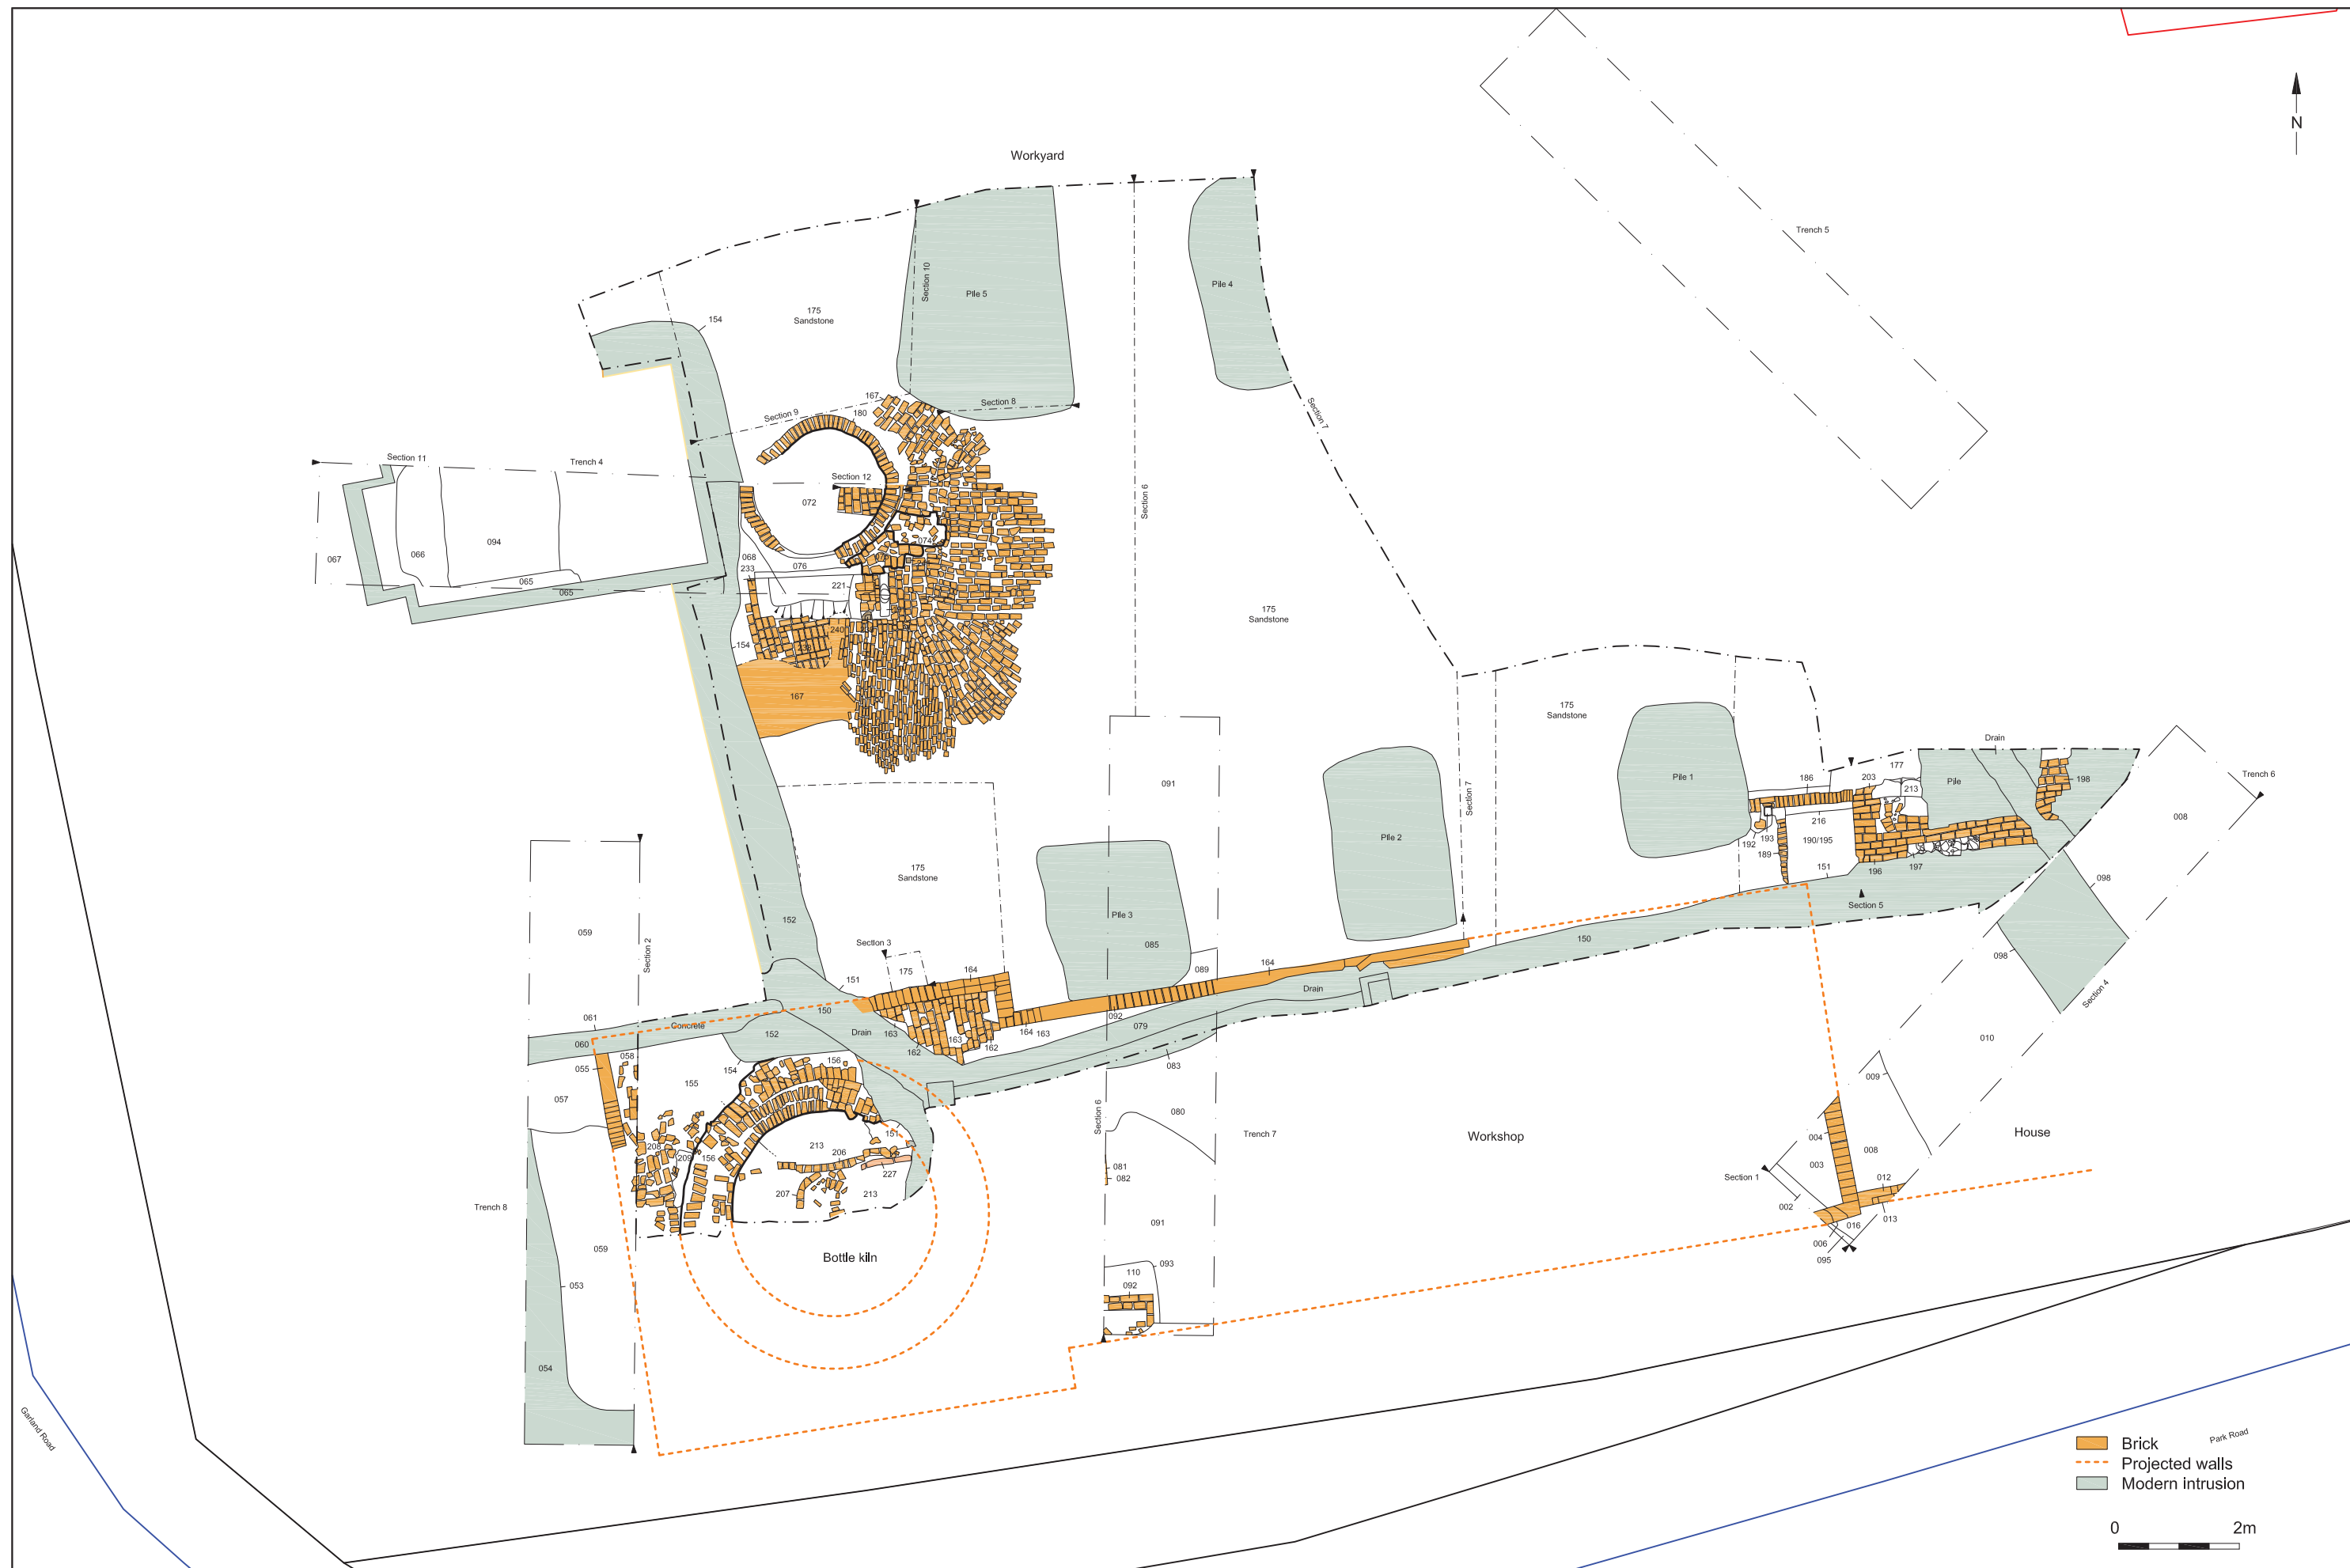 N
Workyard
Trench 5
Section 10
Pile 5
Pile 4
175
Sandstone
154
167
Section 8
Section 9
180
Section 7
Section 11
Trench 4
Section 12
072
Section 6
066
094
067
074
068
233
076
221
065
065
240
154
167
175
Sandstone
175
Sandstone
Drain
Trench 6
091
Pile 1
186
203
177
213
Pile
198
008
Section 7
216
Pile 2
193
192
189
190/195
151
196
197
098
175
Sandstone
Pile 3
Section 5
059
152
Section 2
085
150
098
Section 3
175
164
089
164
151
Section 4
Drain
061
150
Concrete
092
060
152
Drain
163
164
163
079
010
058
162
163
162
055
154
156
083
155
009
057
080
151
Section 6
Trench 7
Workshop
House
004
208
213
206
008
209
156
081
003
227
082
Section 1
012
207
213
Trench 8
002
091
016
013
006
059
Bottle kiln
095
093
110
053
092
054
Garland Road
Park Road
Brick
Projected walls
Modern intrusion
0 2m